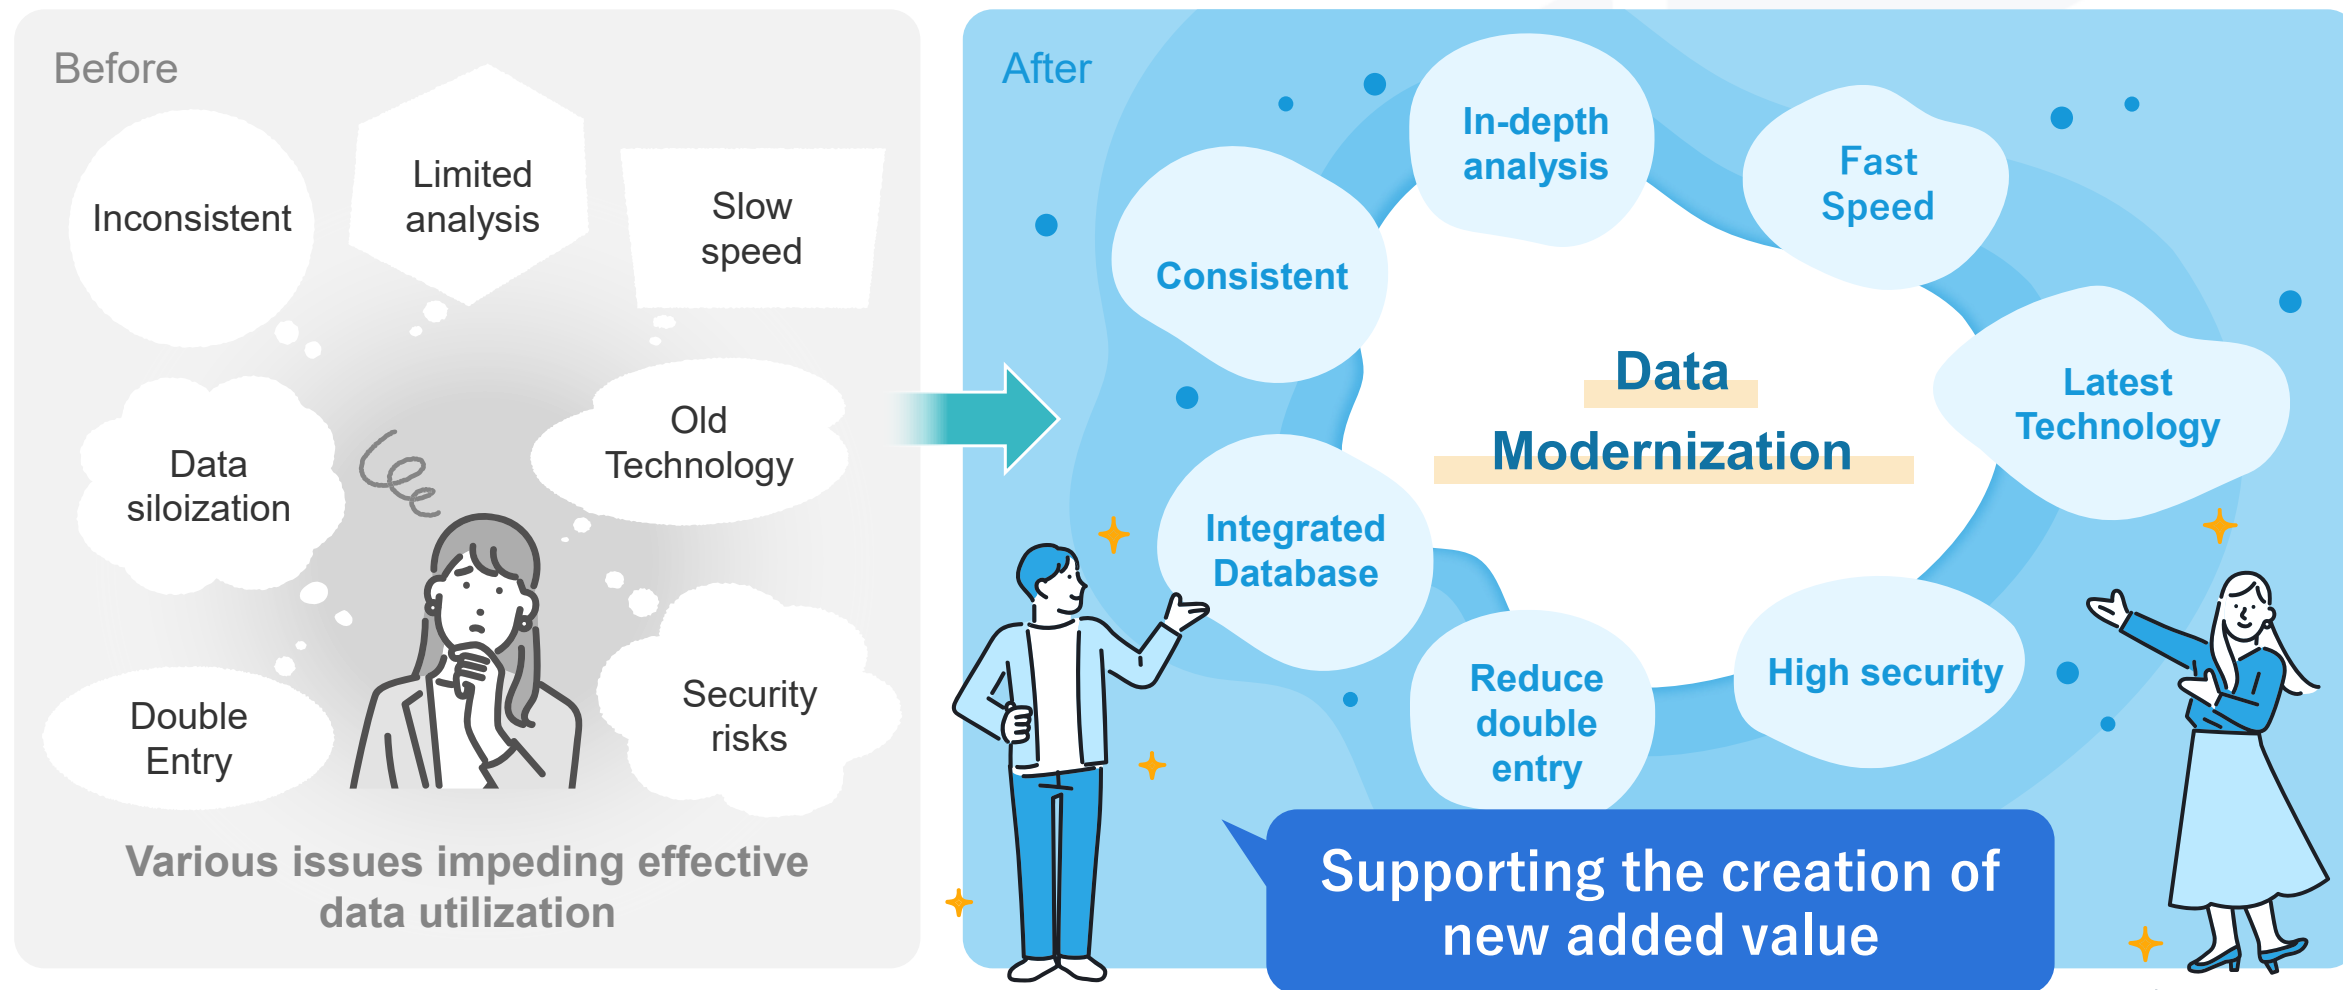 Before
Inconsistent
Limited
analysis
Slow
speed
Data
siloization
Old
Technology
Double
Entry
Security
risks
Various issues impeding effective
data utilization
After
In-depth
analysis
Fast
Speed
Consistent
Data
Modernization
Latest
Technology
Integrated
Database
Reduce
double
entry
High security
Supporting the creation of
new added value